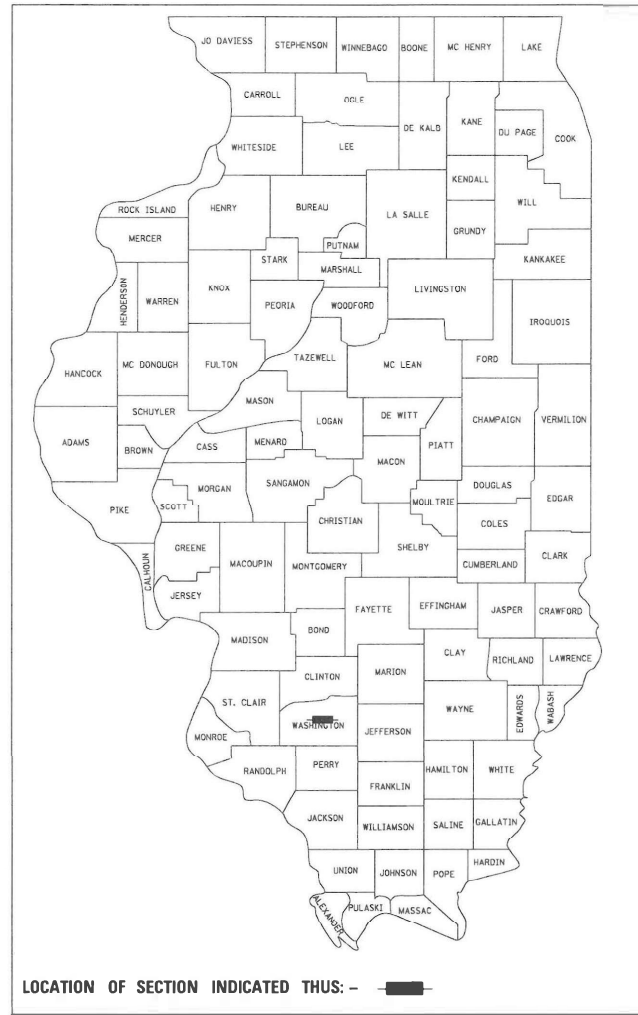 JO DAVIESS STEPHENSON WINNEBAGO BOONE MC HENRY LAKE
CARROLL OGLE DE KALB KANE DU PAGE COOK
WHITESIDE LEE
KENDALL
ROCK ISLAND HENRY BUREAU LA SALLE WILL
MERCER PUTNAM GRUNDY
STARK MARSHALL KANKAKEE
HENDERSON WARREN KNOX PEORIA WOODFORD LIVINGSTON
IROQUOIS
HANCOCK MC DONOUGH FULTON TAZEWELL MC LEAN FORD
MASON
SCHUYLER LOGAN DE WITT CHAMPAIGN VERMILION
ADAMS BROWN CASS MENARD PIATT
MACON
MORGAN SANGAMON DOUGLAS
PIKE SCOTT CHRISTIAN MOULTRIE EDGAR
COLES
GREENE MACOUPIN MONTGOMERY SHELBY
CALHOUN CUMBERLAND CLARK
JERSEY FAYETTE EFFINGHAM JASPER CRAWFORD
MADISON BOND
CLAY RICHLAND LAWRENCE
CLINTON MARION
ST. CLAIR WAYNE EDWARDS WABASH
WASHINGTON JEFFERSON
MONROE
RANDOLPH PERRY HAMILTON WHITE
FRANKLIN
JACKSON WILLIAMSON SALINE GALLATIN
UNION JOHNSON POPE HARDIN
ALEXANDER PULASKI MASSAC
LOCATION OF SECTION INDICATED THUS: -